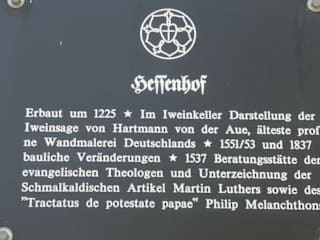 Hessenhof
Erbaut um 1225 ★ Im Iweinkeller Darstellung der
Iweinsage von Hartmann von der Aue, älteste prof
ne Wandmalerei Deutschlands ★ 1551/53 und 1837
bauliche Veränderungen ★ 1537 Beratungsstätte der
evangelischen Theologen und Unterzeichnung der
Schmalkaldischen Artikel Martin Luthers sowie des
"Tractatus de potestate papae" Philip Melanchthons